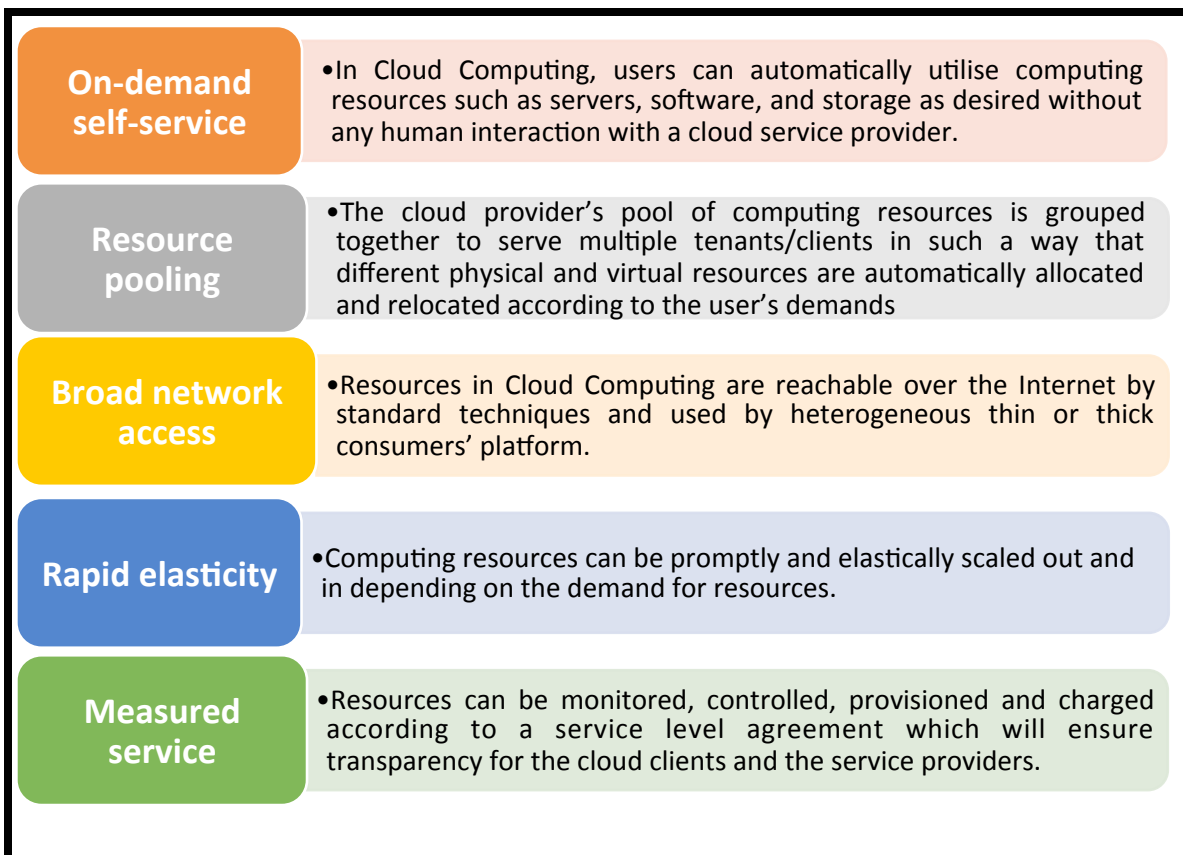 On-demand
self-service
•In Cloud Computing, users can automatically utilise computing
resources such as servers, software, and storage as desired without
any human interaction with a cloud service provider.
Resource
pooling
•The cloud provider’s pool of computing resources is grouped
together to serve multiple tenants/clients in such a way that
different physical and virtual resources are automatically allocated
and relocated according to the user’s demands
Broad network
access
•Resources in Cloud Computing are reachable over the Internet by
standard techniques and used by heterogeneous thin or thick
consumers’ platform.
Rapid elasticity
•Computing resources can be promptly and elastically scaled out and
in depending on the demand for resources.
Measured
service
•Resources can be monitored, controlled, provisioned and charged
according to a service level agreement which will ensure
transparency for the cloud clients and the service providers.